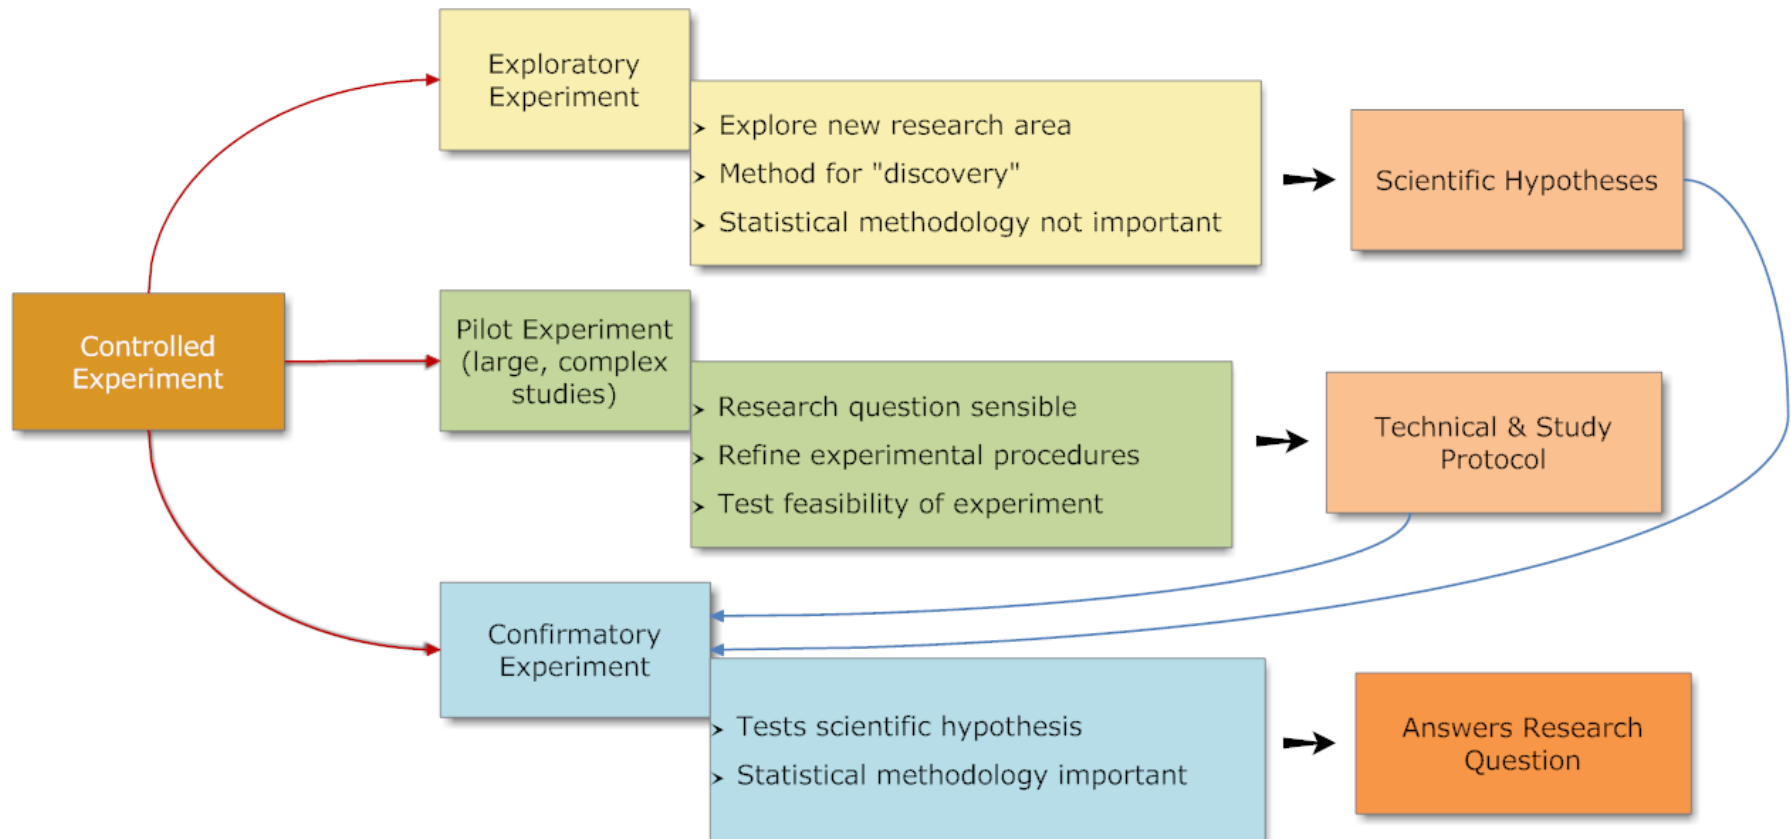 Exploratory
Experiment
Explore new research area
Method for "discovery"
Statistical methodology not important
Scientific Hypotheses
Controlled
Experiment
Pilot Experiment
(large, complex
studies)
Research question sensible
Refine experimental procedures
Test feasibility of experiment
Technical & Study
Protocol
Confirmatory
Experiment
Tests scientific hypothesis
Statistical methodology important
Answers Research
Question